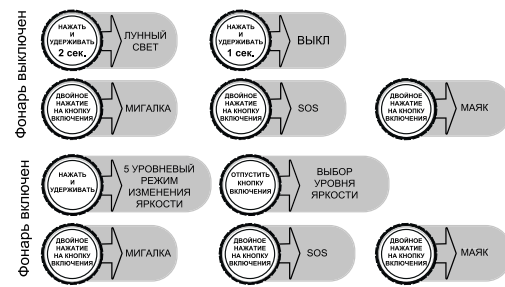 Фонарь выключен
НАЖАТЬ
И
УДЕРЖИВАТЬ
2 сек.
ЛУННЫЙ
СВЕТ
НАЖАТЬ
И
УДЕРЖИВАТЬ
1 сек.
ВЫКЛ
ДВОЙНОЕ
НАЖАТИЕ
НА КНОПКУ
ВКЛЮЧЕНИЯ
МИГАЛКА
ДВОЙНОЕ
НАЖАТИЕ
НА КНОПКУ
ВКЛЮЧЕНИЯ
SOS
ДВОЙНОЕ
НАЖАТИЕ
НА КНОПКУ
ВКЛЮЧЕНИЯ
МАЯК
Фонарь включен
НАЖАТЬ
И
УДЕРЖИВАТЬ
5 УРОВНЕВЫЙ
РЕЖИМ
ИЗМЕНЕНИЯ
ЯРКОСТИ
ОТПУСТИТЬ
КНОПКУ
ВКЛЮЧЕНИЯ
ВЫБОР
УРОВНЯ
ЯРКОСТИ
ДВОЙНОЕ
НАЖАТИЕ
НА КНОПКУ
ВКЛЮЧЕНИЯ
МИГАЛКА
ДВОЙНОЕ
НАЖАТИЕ
НА КНОПКУ
ВКЛЮЧЕНИЯ
SOS
ДВОЙНОЕ
НАЖАТИЕ
НА КНОПКУ
ВКЛЮЧЕНИЯ
МАЯК